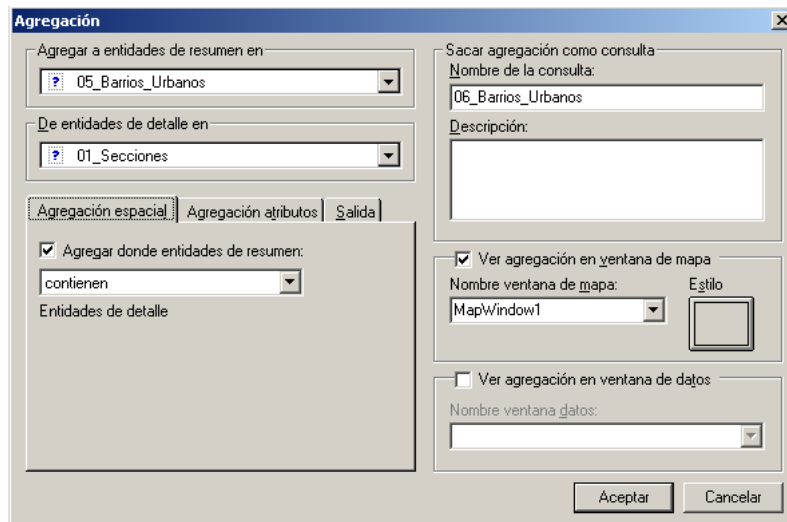 Agregación
Agregar a entidades de resumen en
? 05_Barrios_Urbanos
De entidades de detalle en
? 01_Secciones
Agregación espacial Agregación atributos Salida
Agregar donde entidades de resumen:
contienen
Entidades de detalle
Sacar agregación como consulta
Nombre de la consulta:
06_Barrios_Urbanos
Descripción:
Ver agregación en ventana de mapa
Nombre ventana de mapa: Estilo
MapWindow1
Ver agregación en ventana de datos
Nombre ventana datos:
Aceptar Cancelar